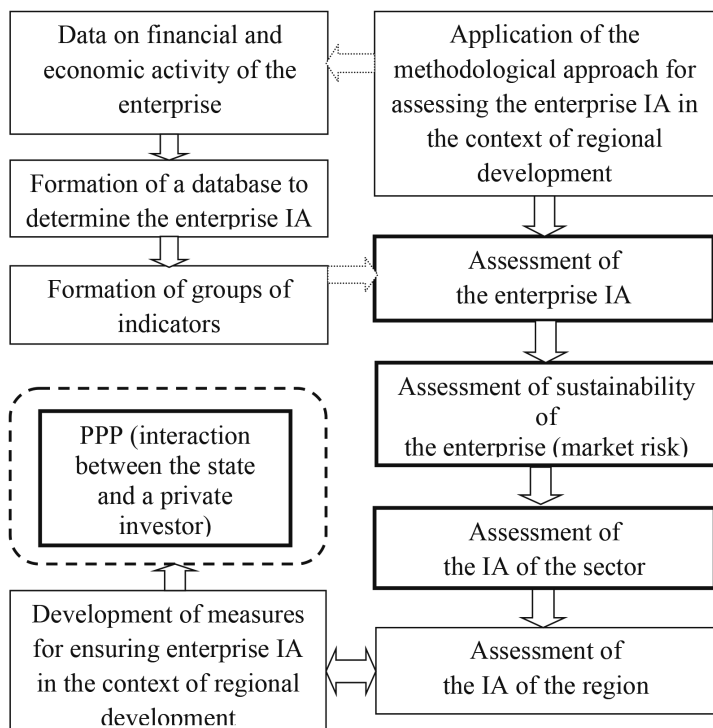 Data on financial and
economic activity of the
enterprise
Application of the
methodological approach for
assessing the enterprise IA in
the context of regional
development
Formation of a database to
determine the enterprise IA
Formation of groups of
indicators
Assessment of
the enterprise IA
Assessment of sustainability
of
the enterprise (market risk)
PPP (interaction
between the state
and a private
investor)
Assessment of
the IA of the sector
Development of measures
for ensuring enterprise IA
in the context of regional
development
Assessment of
the IA of the region